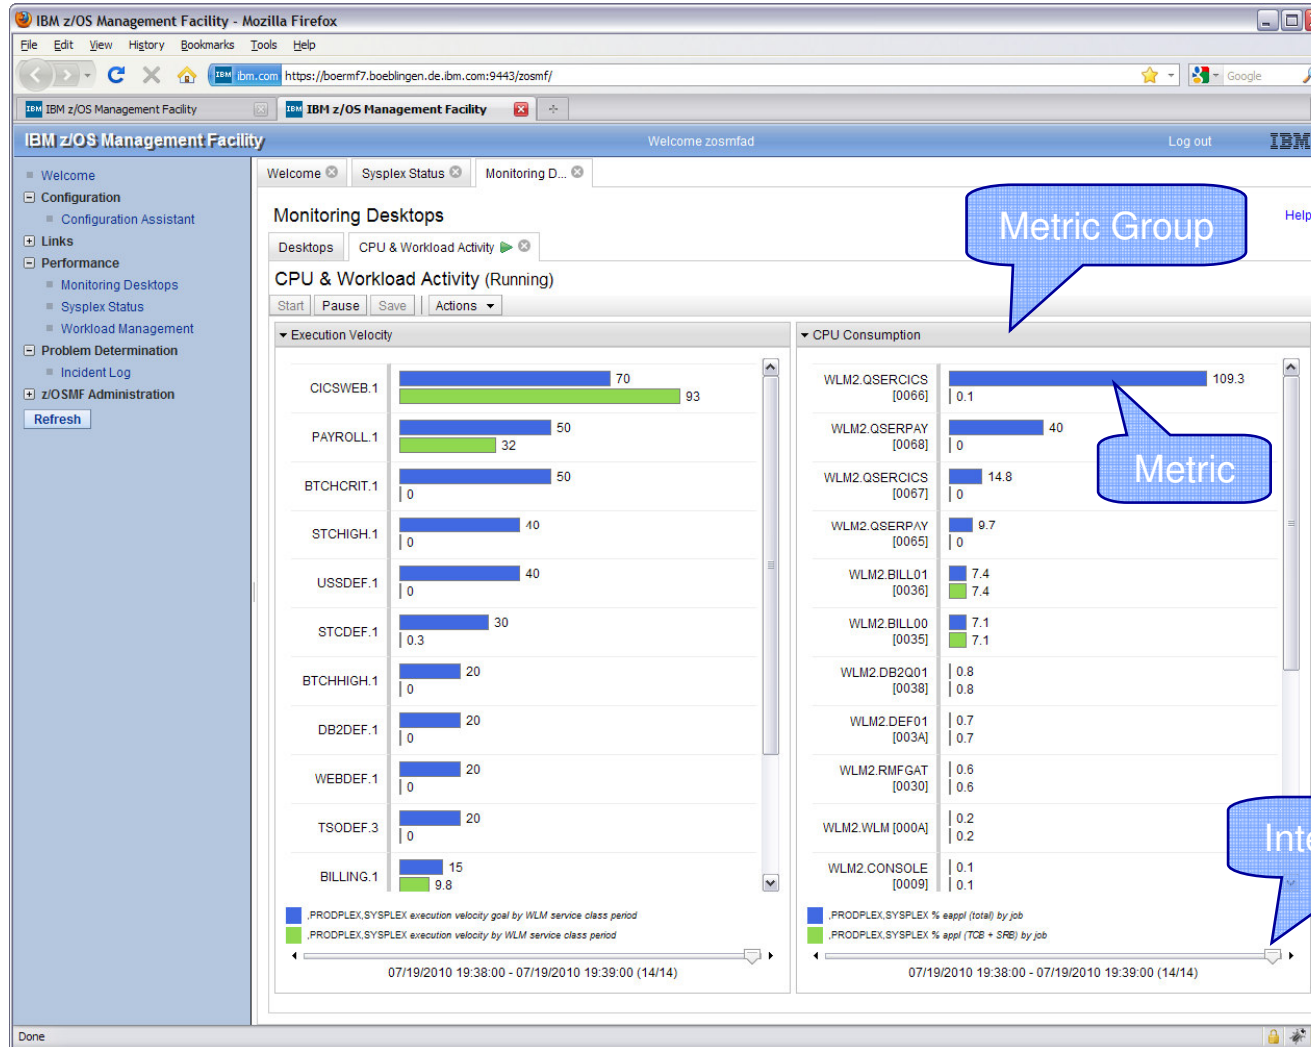 IBM z/OS Management Facility - Mozilla Firefox
File Edit View History Bookmarks Tools Help
IBM ibm.com https://boermf7.boeblingen.de.ibm.com:9443/zosmf/ Google
IBM IBM z/OS Management Facility IBM IBM z/OS Management Facility
IBM z/OS Management Facility Welcome zosmfad Log out IBM
Welcome
Configuration
Configuration Assistant
Links
Performance
Monitoring Desktops
Sysplex Status
Workload Management
Problem Determination
Incident Log
z/OSMF Administration
Refresh
Welcome Sysplex Status Monitoring D...
Monitoring Desktops
Help
Desktops CPU & Workload Activity
CPU & Workload Activity (Running)
Start Pause Save Actions
Execution Velocity
CICSWEB.1 70
93
PAYROLL.1 50
32
BTCHCRIT.1 50
0
STCHIGH.1 40
0
USSDEF.1 40
0
STCDEF.1 30
0.3
BTCHHIGH.1 20
0
DB2DEF.1 20
0
WEBDEF.1 20
0
TSODEF.3 20
0
BILLING.1 15
9.8
,PRODPLEX,SYSPLEX execution velocity goal by WLM service class period
,PRODPLEX,SYSPLEX execution velocity by WLM service class period
07/19/2010 19:38:00 - 07/19/2010 19:39:00 (14/14)
Metric Group
CPU Consumption
WLM2.QSERCICS 109.3
[0066] 0.1
WLM2.QSERPAY 40
[0068] 0
Metric
WLM2.QSERCICS 14.8
[0067] 0
WLM2.QSERPAY 9.7
[0065] 0
WLM2.BILL01 7.4
[0036] 7.4
WLM2.BILL00 7.1
[0035] 7.1
WLM2.DB2Q01 0.8
[0038] 0.8
WLM2.DEF01 0.7
[003A] 0.7
WLM2.RMFGAT 0.6
[0030] 0.6
WLM2.WLM [000A] 0.2
0.2
WLM2.CONSOLE 0.1
[0009] 0.1
Inte
,PRODPLEX,SYSPLEX % eappl (total) by job
,PRODPLEX,SYSPLEX % appl (TCB + SRB) by job
07/19/2010 19:38:00 - 07/19/2010 19:39:00 (14/14)
Done